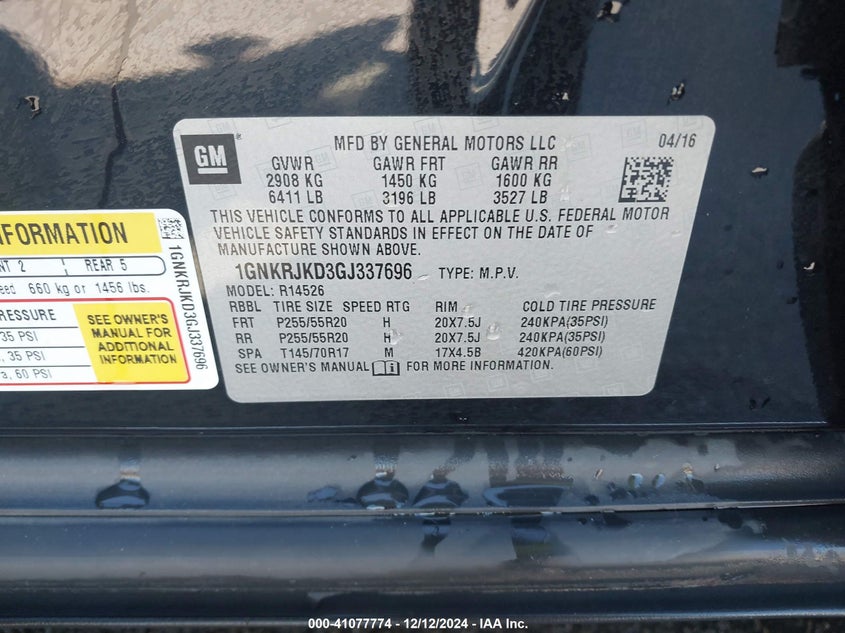 GM
MFD BY GENERAL MOTORS LLC
04/16
GVWR GAWR FRT GAWR RR
2908 KG 1450 KG 1600 KG
6411 LB 3196 LB 3527 LB
THIS VEHICLE CONFORMS TO ALL APPLICABLE U.S. FEDERAL MOTOR
VEHICLE SAFETY STANDARDS IN EFFECT ON THE DATE OF
MANUFACTURE SHOWN ABOVE.
1GNKRJKD3GJ337696 TYPE: M.P.V.
MODEL: R14526
RBBL TIRE SIZE SPEED RTG RIM COLD TIRE PRESSURE
FRT P255/55R20 H 20X7.5J 240KPA(35PSI)
RR P255/55R20 H 20X7.5J 240KPA(35PSI)
SPA T145/70R17 M 17X4.5B 420KPA(60PSI)
SEE OWNER'S MANUAL FOR MORE INFORMATION.
FORMATION
2 REAR 5
660 kg or 1456 lbs.
PRESSURE
35 PSI
35 PSI
60 PSI
SEE OWNER'S
MANUAL FOR
ADDITIONAL
INFORMATION
1GNKRJKD3GJ337696
000-41077774 - 12/12/2024 - IAA Inc.